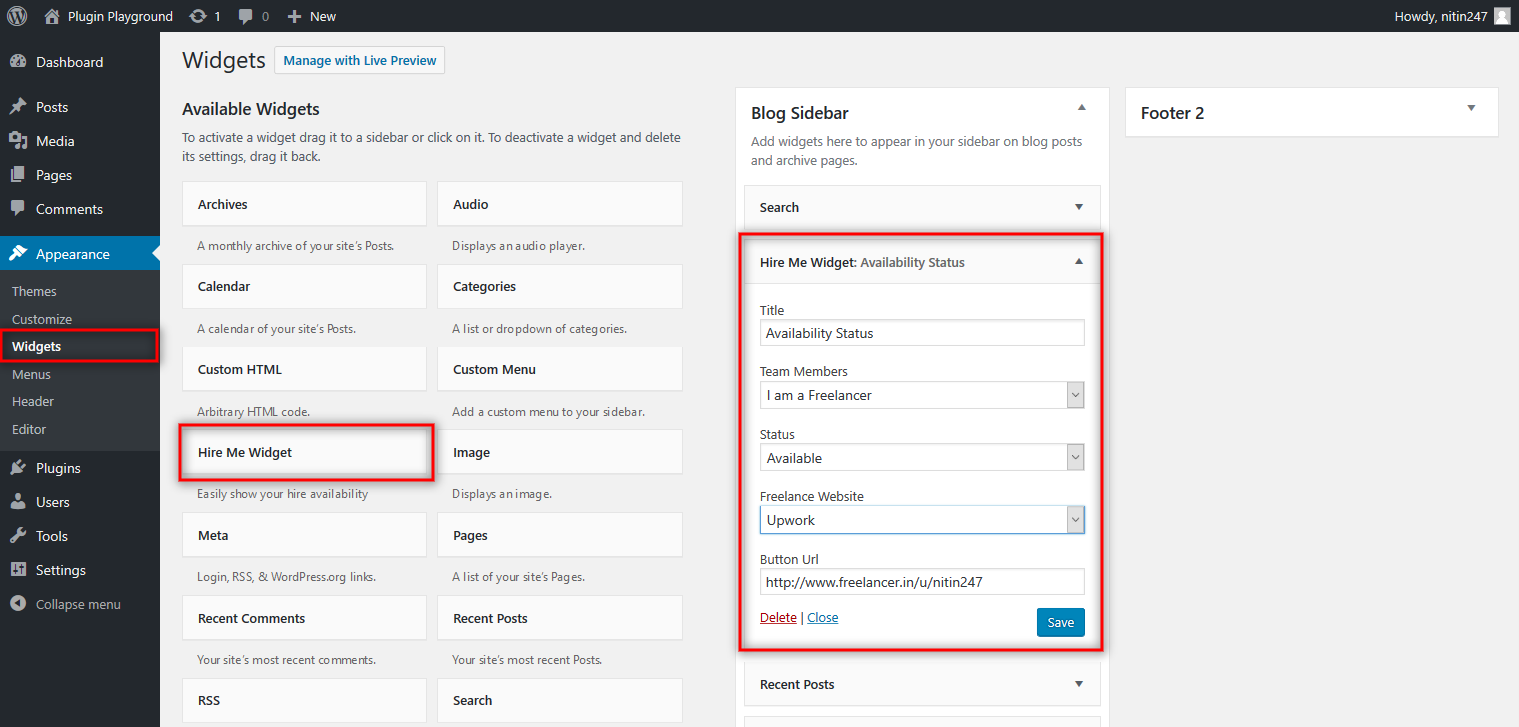 Plugin Playground
1
0
New
Howdy, nitin247
Dashboard
Posts
Media
Pages
Comments
Appearance
Themes
Customize
Widgets
Menus
Header
Editor
Plugins
Users
Tools
Settings
Collapse menu
Widgets
Manage with Live Preview
Available Widgets
To activate a widget drag it to a sidebar or click on it. To deactivate a widget and delete
its settings, drag it back.
Archives
A monthly archive of your site's Posts.
Audio
Displays an audio player.
Calendar
A calendar of your site's Posts.
Categories
A list or dropdown of categories.
Custom HTML
Arbitrary HTML code.
Custom Menu
Add a custom menu to your sidebar.
Hire Me Widget
Easily show your hire availability
Image
Displays an image.
Meta
Login, RSS, & WordPress.org links.
Pages
A list of your site's Pages.
Recent Comments
Your site's most recent comments.
Recent Posts
Your site's most recent Posts.
RSS
Search
Blog Sidebar
Add widgets here to appear in your sidebar on blog posts
and archive pages.
Search
Hire Me Widget: Availability Status
Title
Availability Status
Team Members
I am a Freelancer
Status
Available
Freelance Website
Upwork
Button Url
http://www.freelancer.in/u/nitin247
Delete | Close
Save
Recent Posts
Footer 2